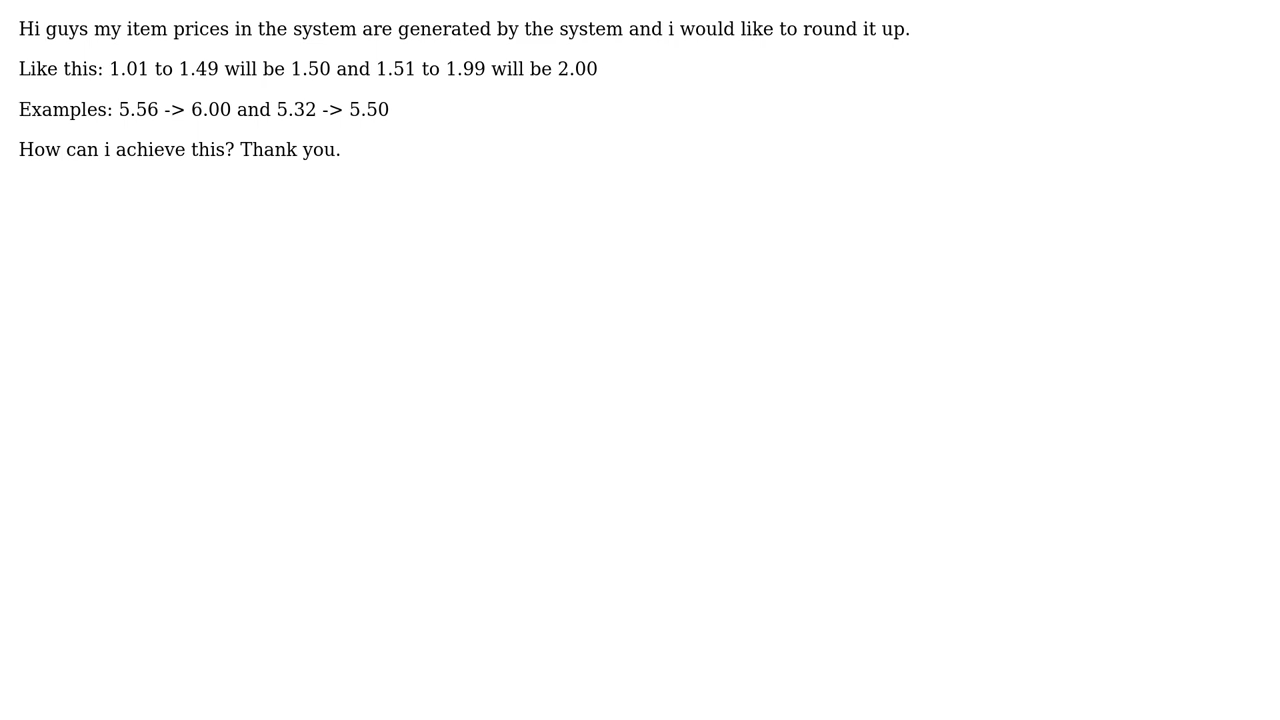 Hi guys my item prices in the system are generated by the system and i would like to round it up.
Like this: 1.01 to 1.49 will be 1.50 and 1.51 to 1.99 will be 2.00
Examples: 5.56 -> 6.00 and 5.32 -> 5.50
How can i achieve this? Thank you.